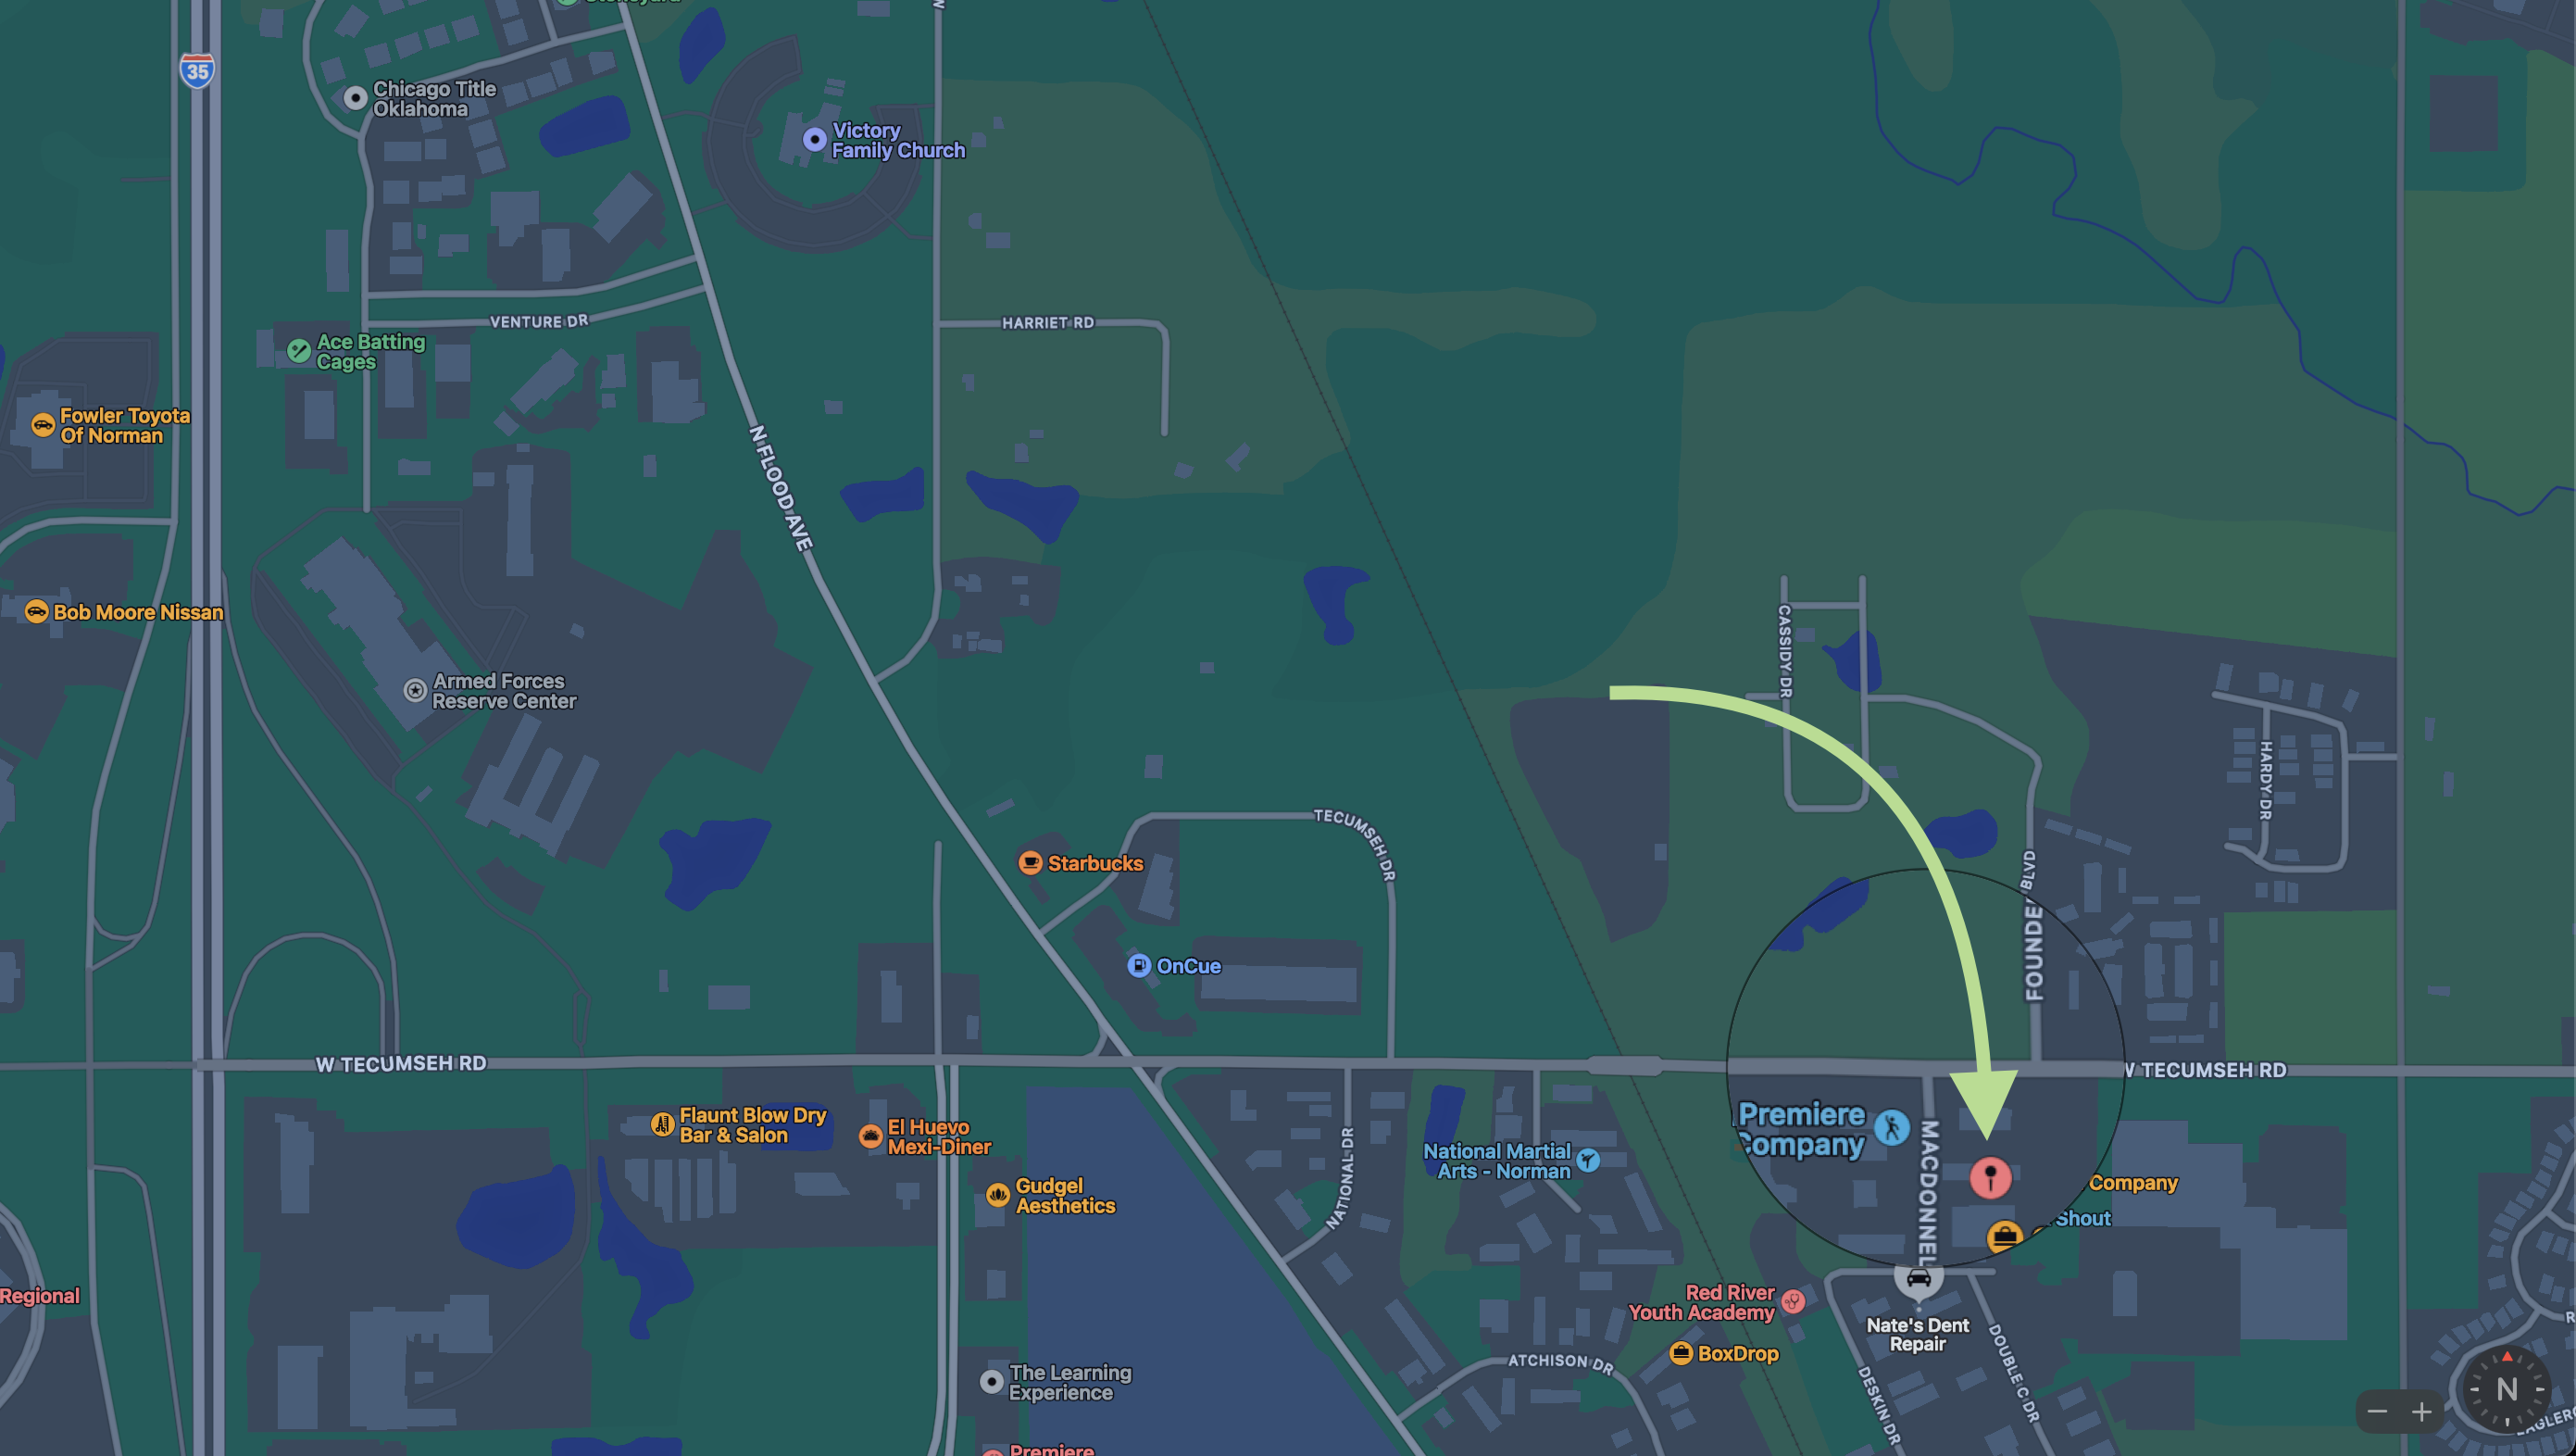 Stoneyard
35
Chicago Title
Oklahoma
Victory
Family Church
VENTURE DR
HARRIET RD
Ace Batting
Cages
Fowler Toyota
Of Norman
N FLOOD AVE
Bob Moore Nissan
Armed Forces
Reserve Center
CASSIDY DR
HARDY DR
TECUMSEH DR
Starbucks
BLVD
FOUNDE
OnCue
W TECUMSEH RD
W TECUMSEH RD
Flaunt Blow Dry
Bar & Salon
El Huevo
Mexi-Diner
Premiere
Company
MACDONNEL
NATIONAL DR
National Martial
Arts - Norman
Company
Gudgel
Aesthetics
Shout
Regional
Red River
Youth Academy
Nate's Dent
Repair
BoxDrop
ATCHISON DR
DOUBLE C DR
DESKIN DR
The Learning
Experience
N
Premiere